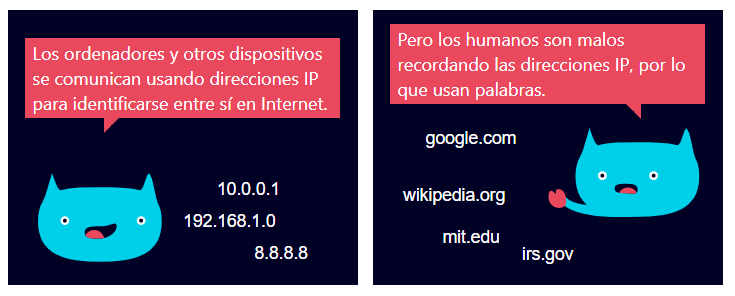 Los ordenadores y otros dispositivos
se comunican usando direcciones IP
para identificarse entre sí en Internet.
10.0.0.1
192.168.1.0
8.8.8.8
Pero los humanos son malos
recordando las direcciones IP, por lo
que usan palabras.
google.com
wikipedia.org
mit.edu
irs.gov